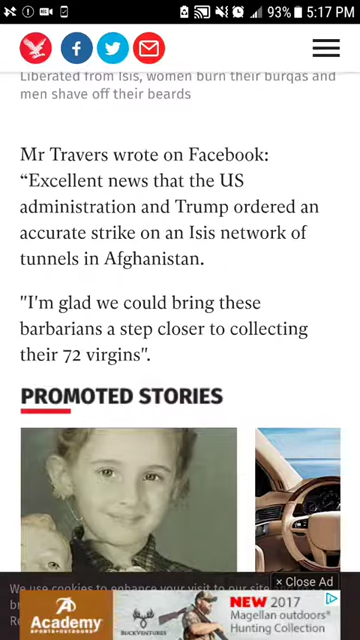 93% 5:17 PM
Liberated from Isis, women burn their burqas and
men shave off their beards
Mr Travers wrote on Facebook:
“Excellent news that the US
administration and Trump ordered an
accurate strike on an Isis network of
tunnels in Afghanistan.
"I'm glad we could bring these
barbarians a step closer to collecting
their 72 virgins".
PROMOTED STORIES
We use cookies to enhance your visit to our site
× Close Ad
Academy
SPORTS+OUTDOORS
BUCKVENTURES
NEW 2017
Magellan outdoors®
Hunting Collection